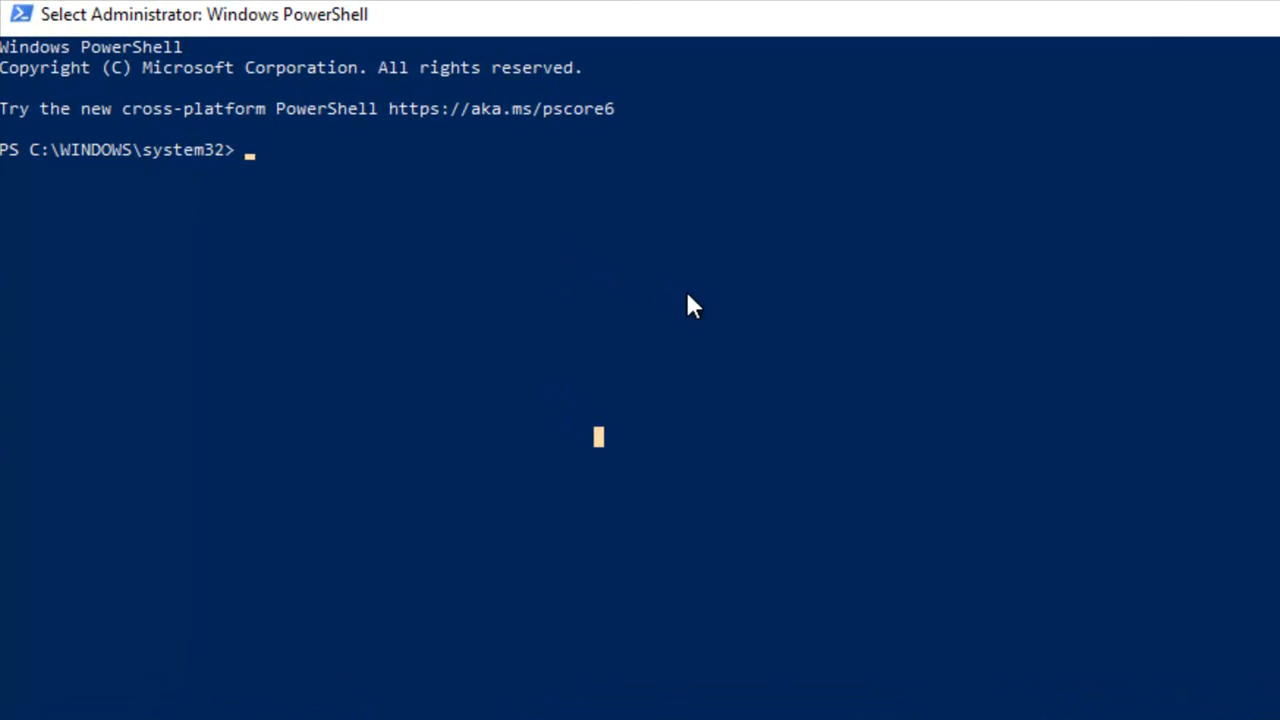 Select Administrator: Windows PowerShell
Windows PowerShell
Copyright (C) Microsoft Corporation. All rights reserved.
Try the new cross-platform PowerShell https://aka.ms/pscore6
PS C:\WINDOWS\system32>